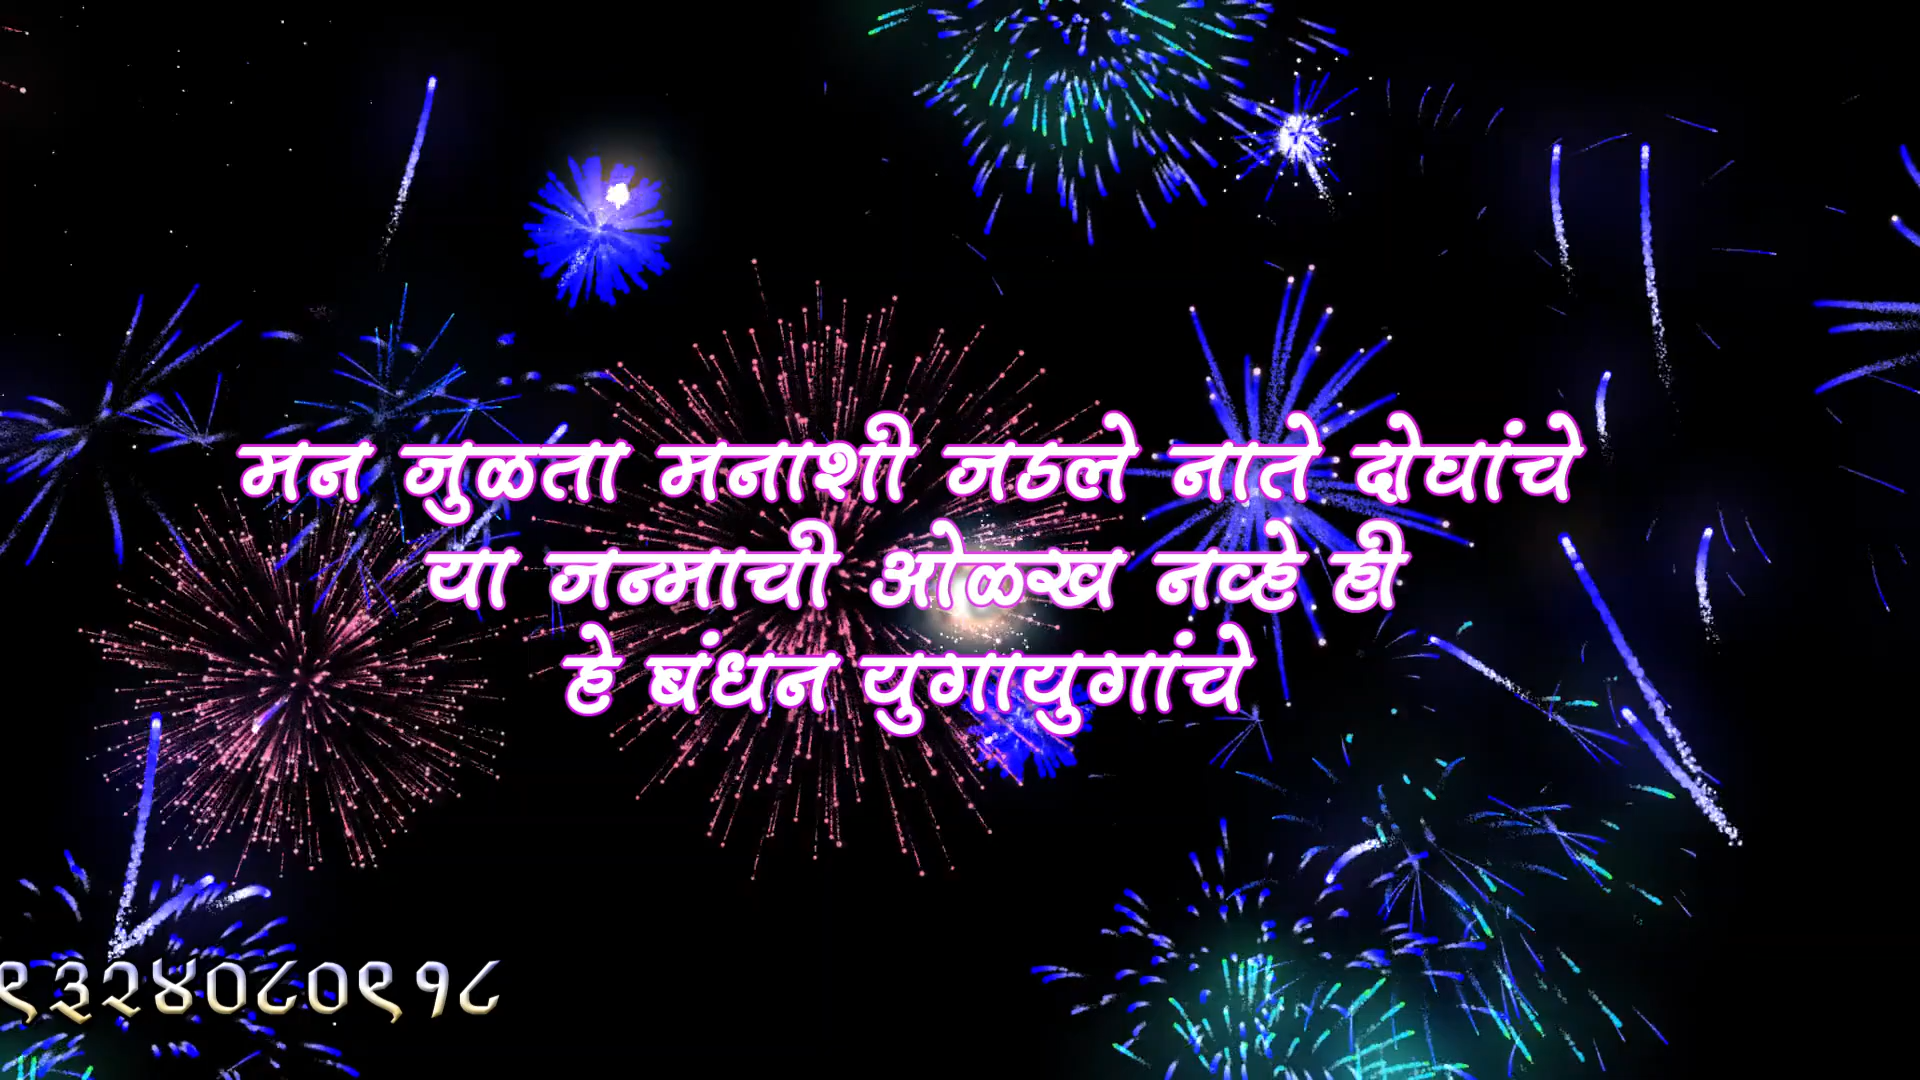 मन जुळता मनाशी जडले नाते दोघांचे
या जन्माची ओळख नव्हे ही
हे बंधन युगायुगांचे
९३२४०८०९१८